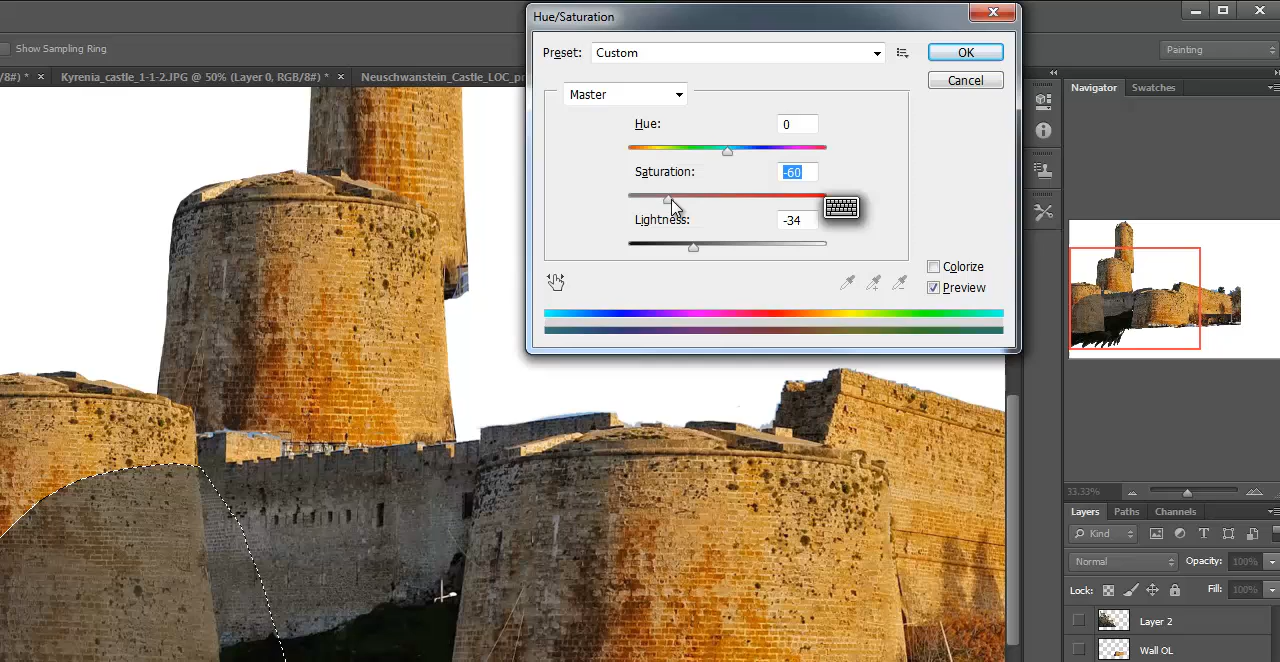 Hue/Saturation
Show Sampling Ring
Preset: Custom
OK
Painting
/8#) * × Kyrenia_castle_1-1-2.JPG @ 50% (Layer 0, RGB/8#) * × Neuschwanstein_Castle_LOC_pr
Cancel
Navigator Swatches
Master
Hue: 0
Saturation: -60
Lightness: -34
Colorize
Preview
33.33%
Layers Paths Channels
Kind
Normal Opacity: 100%
Lock: Fill: 100%
Layer 2
Wall OL